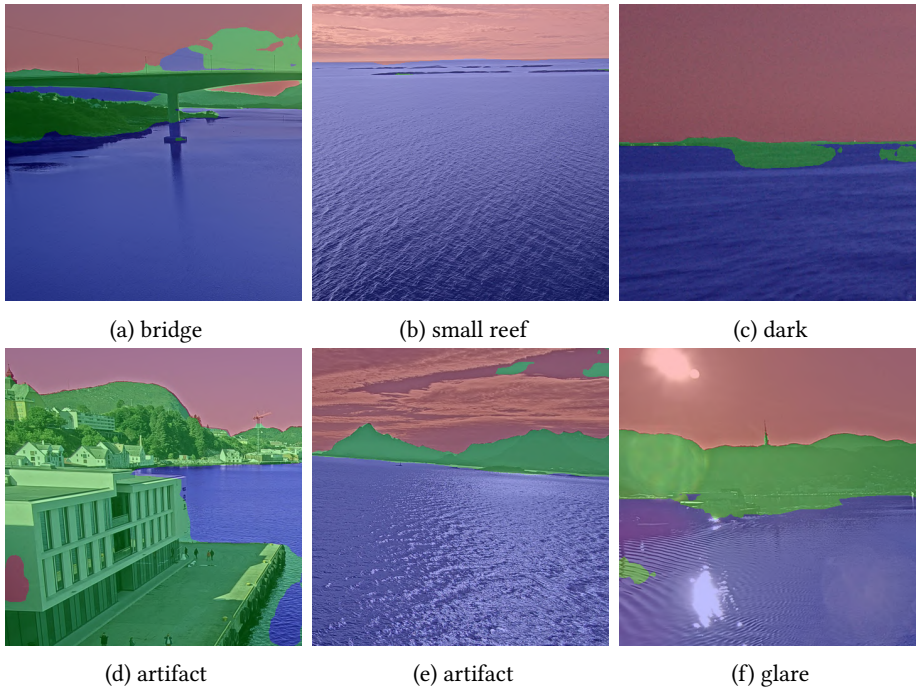 (a) bridge
(b) small reef
(c) dark
(d) artifact
(e) artifact
(f) glare